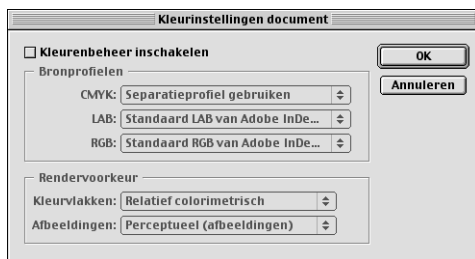 Kleurinstellingen document
Kleurenbeheer inschakelen
OK
Annuleren
Bronprofielen
CMYK: Separatieprofiel gebruiken
LAB: Standaard LAB van Adobe InDe...
RGB: Standaard RGB van Adobe InDe...
Rendervoorkeur
Kleurvlakken: Relatief colorimetrisch
Afbeeldingen: Perceptueel (afbeeldingen)